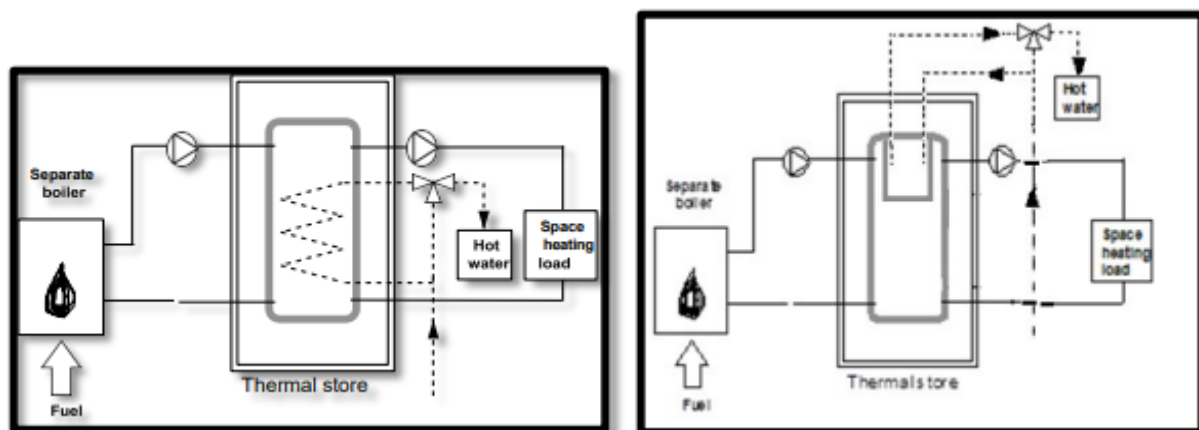 Separate
boiler
Fuel
Thermal store
Hot
water
Space
heating
load
Separate
boiler
Fuel
Thermal store
Hot
water
Space
heating
load